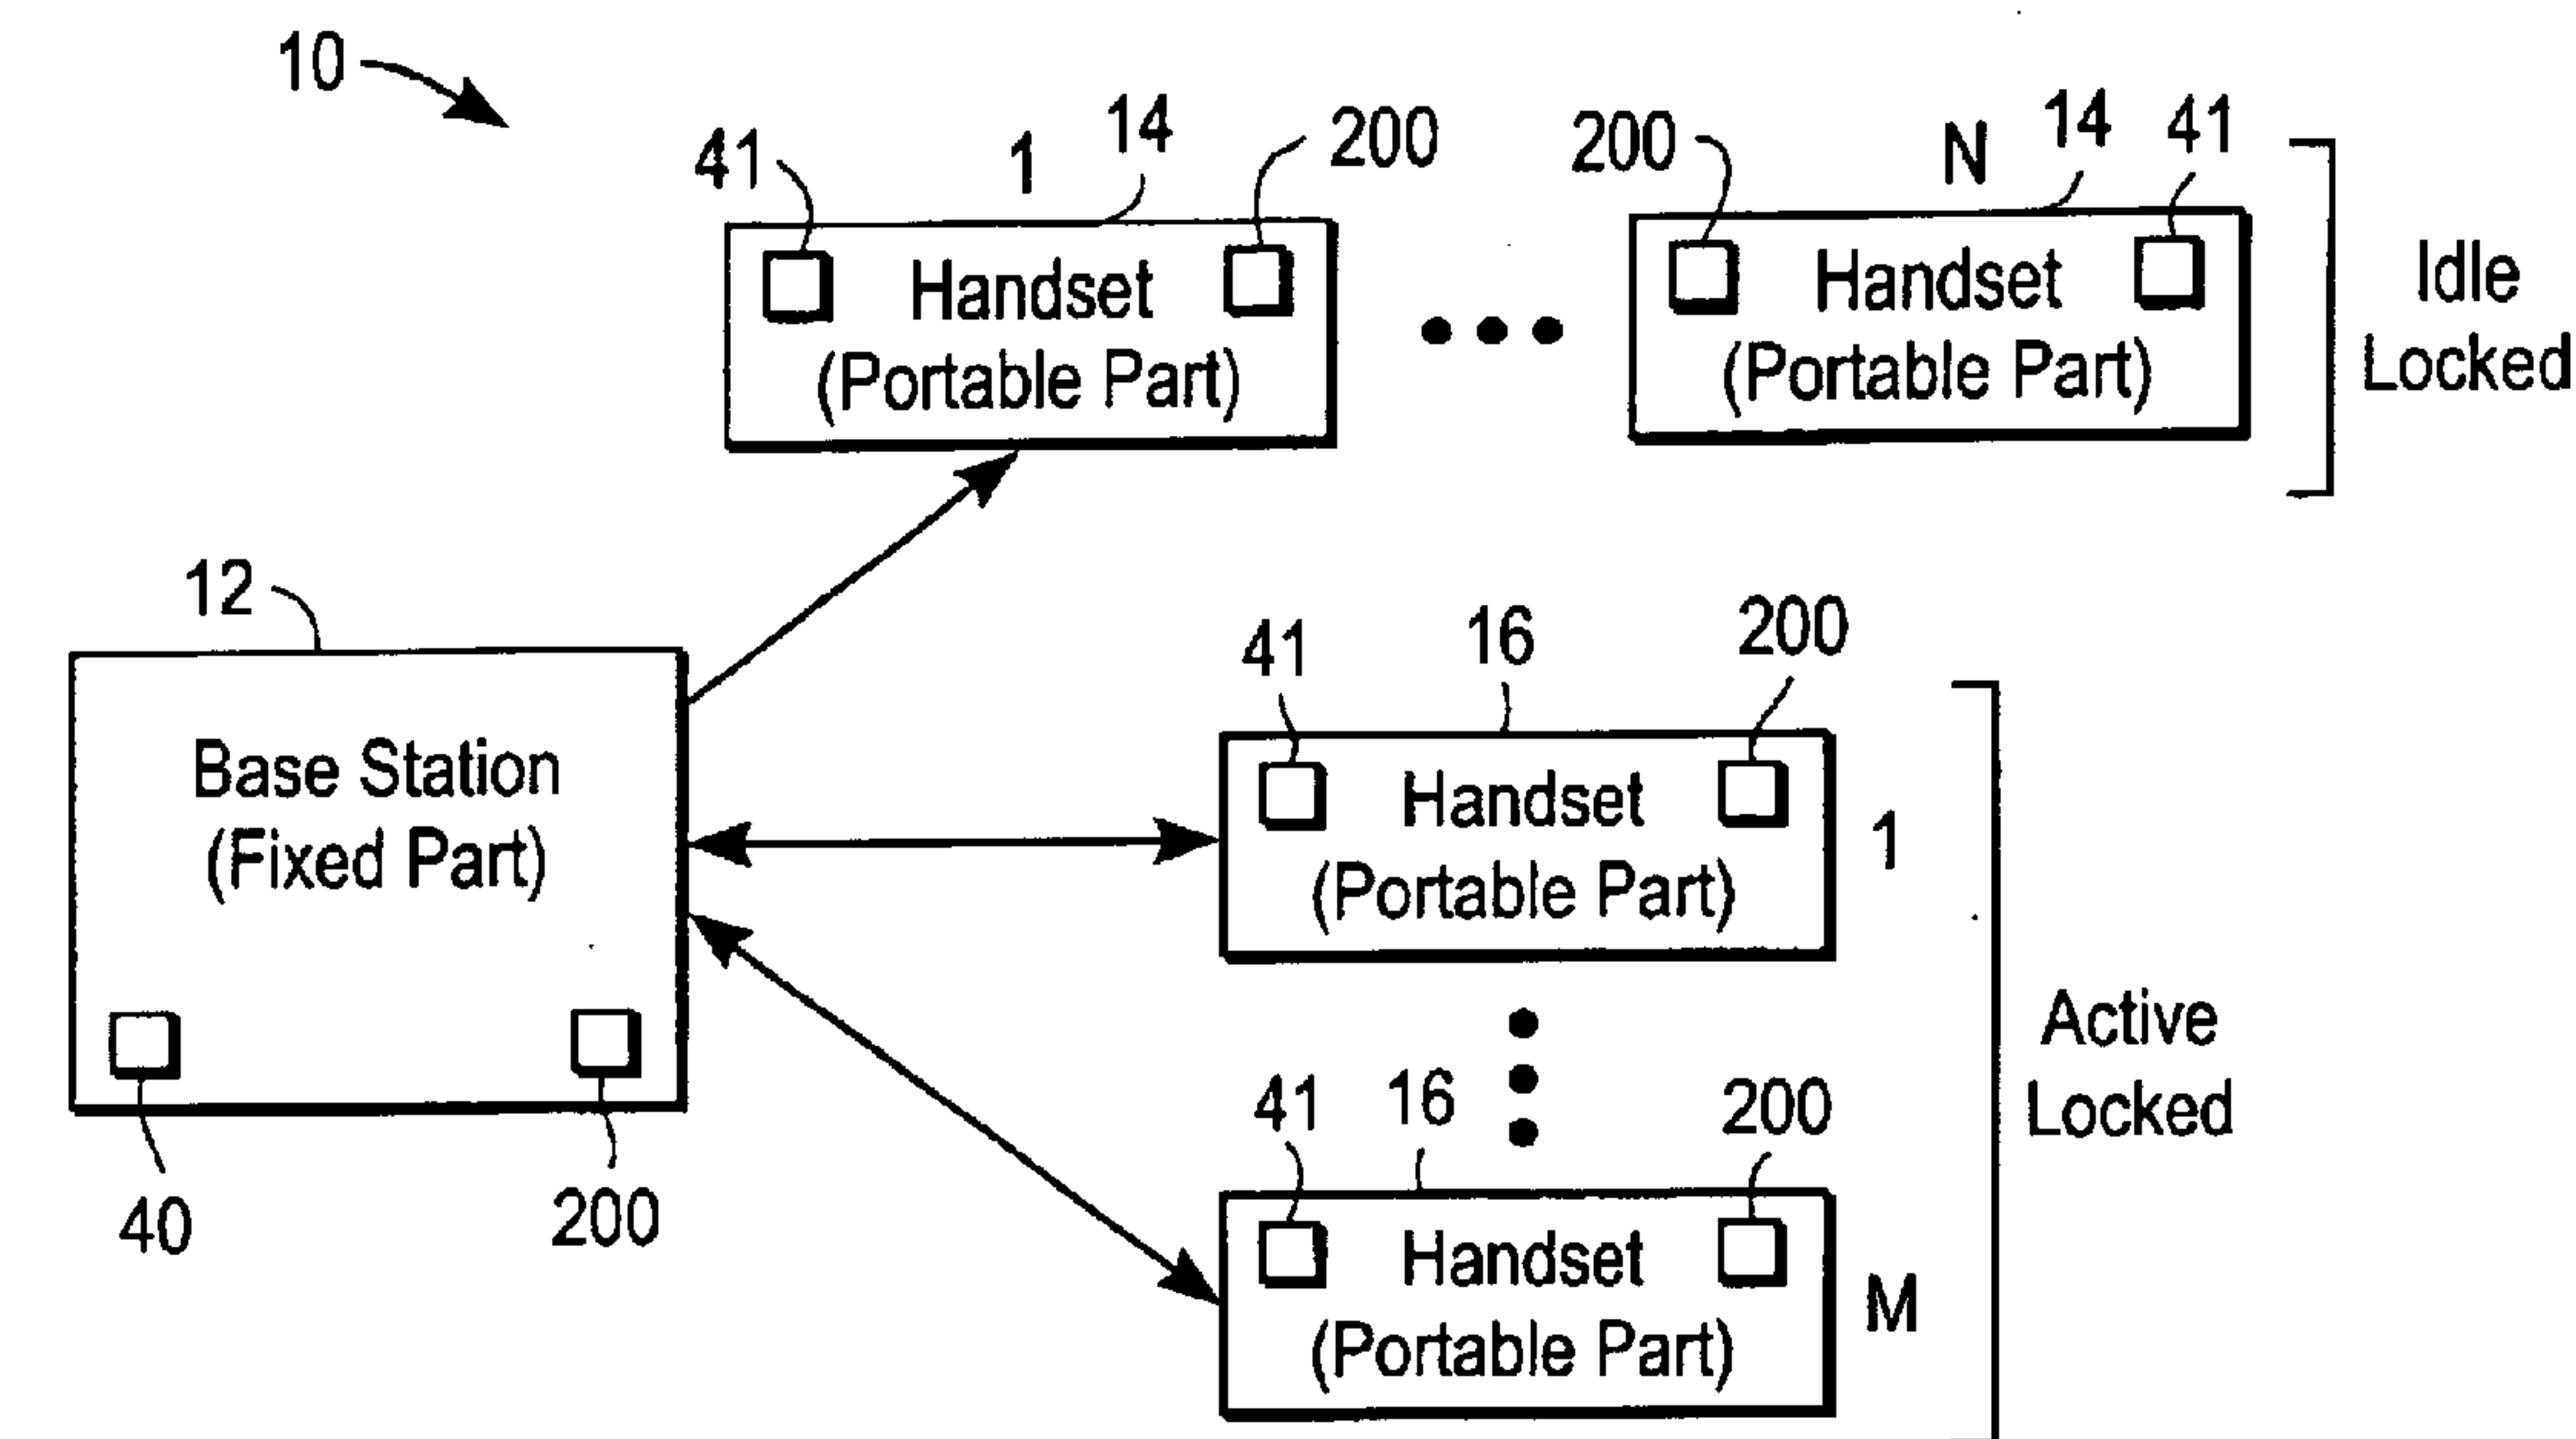 10
41
1
14
200
200
N
14
41
Handset
(Portable Part)
Handset
(Portable Part)
Idle
Locked
12
Base Station
(Fixed Part)
40
200
41
16
200
Handset
(Portable Part)
1
Active
Locked
41
16
200
Handset
(Portable Part)
M